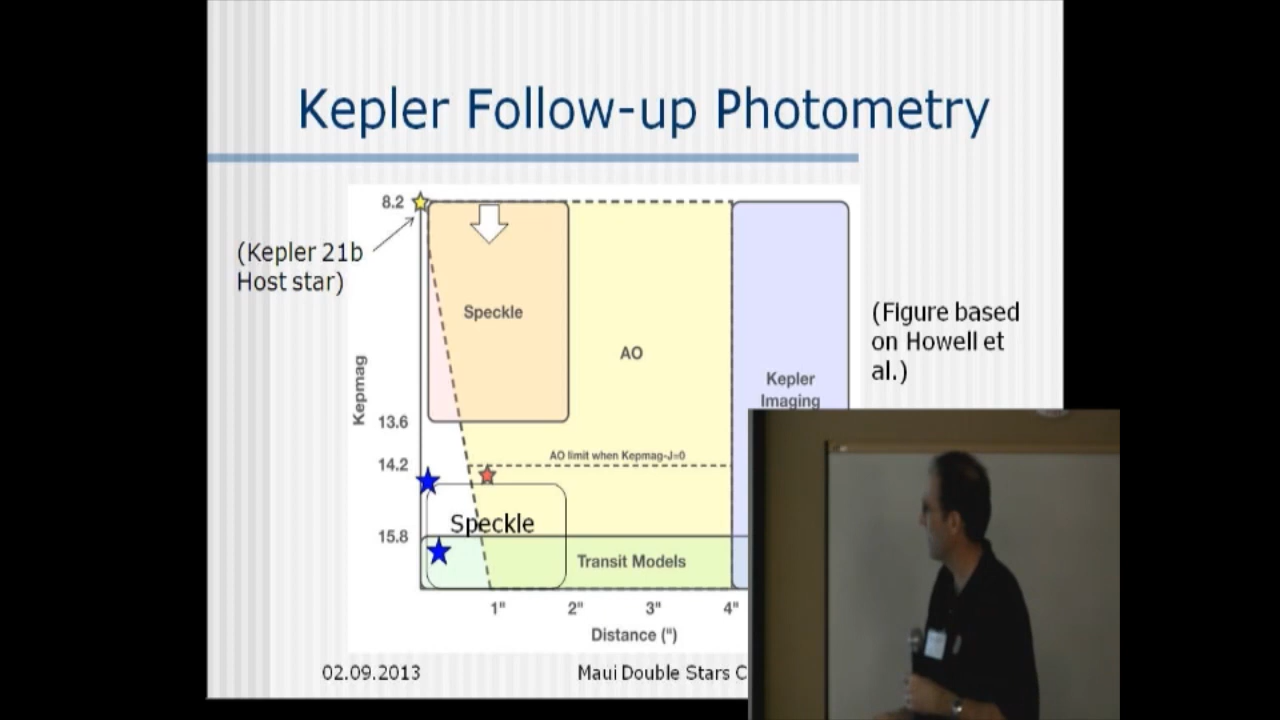 Kepler Follow-up Photometry
8.2
(Kepler 21b
Host star)
Speckle
AO
(Figure based
on Howell et
al.)
Kepler
Imaging
Kepmag
13.6
14.2
AO limit when Kepmag-J=0
Speckle
15.8
Transit Models
1" 2" 3" 4"
Distance (")
02.09.2013
Maui Double Stars